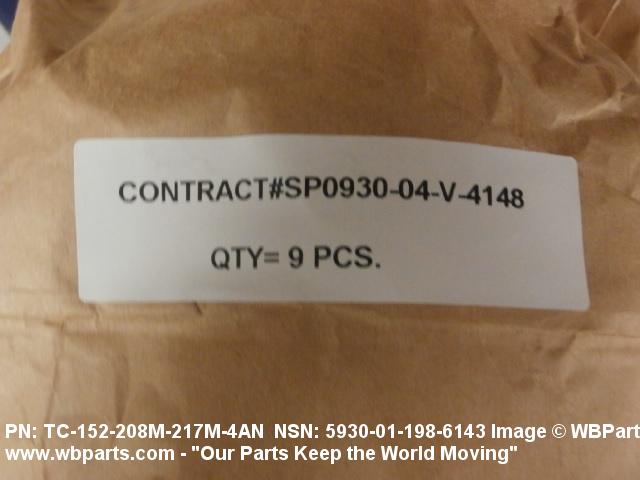 CONTRACT#SP0930-04-V-4148
QTY= 9 PCS.
PN: TC-152-208M-217M-4AN NSN: 5930-01-198-6143 Image © WBPart
www.wbparts.com - "Our Parts Keep the World Moving"